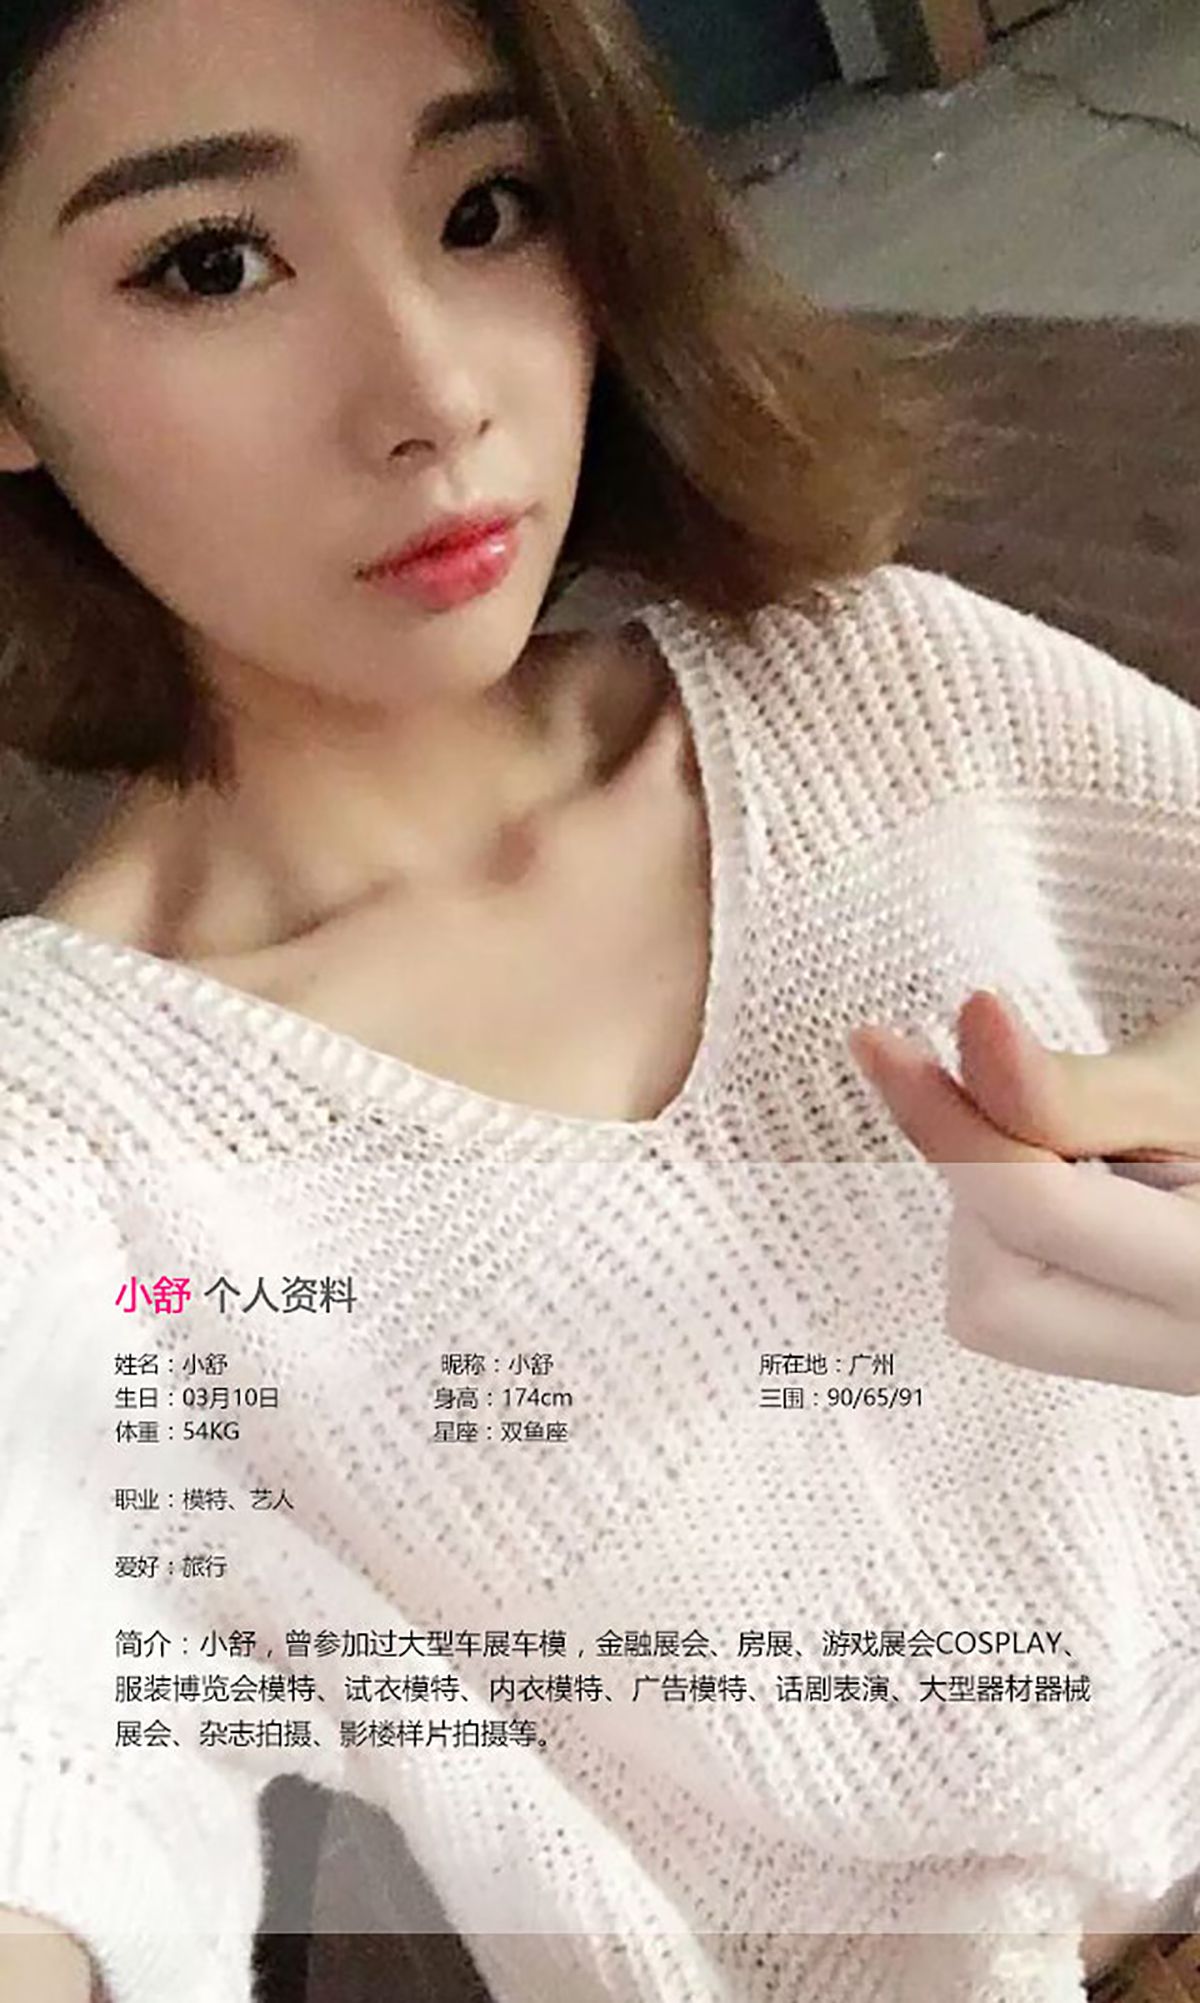 小舒 个人资料
姓名：小舒 昵称：小舒 所在地：广州
生日：03月10日 身高：174cm 三围：90/65/91
体重：54KG 星座：双鱼座
职业：模特、艺人
爱好：旅行
简介：小舒，曾参加过大型车展车模，金融展会、房展、游戏展会COSPLAY、
服装博览会模特、试衣模特、内衣模特、广告模特、话剧表演、大型器材器械
展会、杂志拍摄、影楼样片拍摄等。